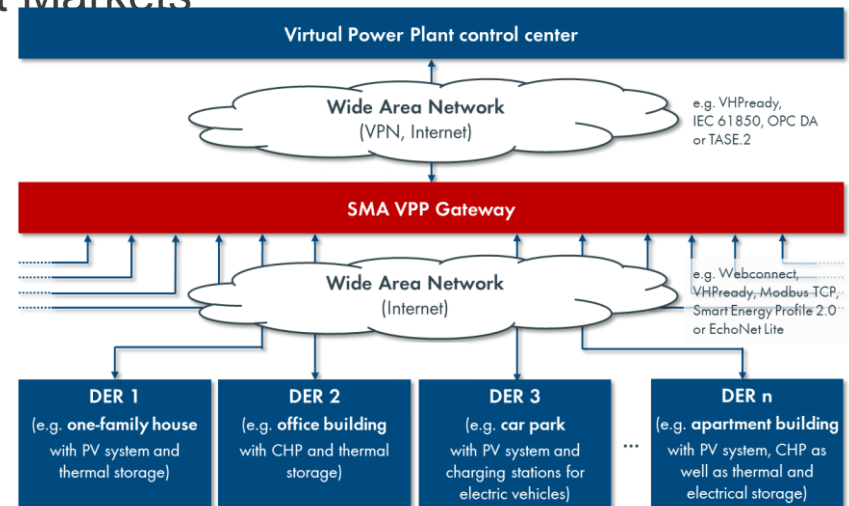 t Markets
Virtual Power Plant control center
Wide Area Network
(VPN, Internet)
e.g. VHPready,
IEC 61850, OPC DA
or TASE.2
SMA VPP Gateway
Wide Area Network
(Internet)
e.g. Webconnect,
VHPready, Modbus TCP,
Smart Energy Profile 2.0
or EchoNet Lite
DER 1
(e.g. one-family house
with PV system and
thermal storage)
DER 2
(e.g. office building
with CHP and thermal
storage)
DER 3
(e.g. car park
with PV system and
charging stations for
electric vehicles)
...
DER n
(e.g. apartment building
with PV system, CHP as
well as thermal and
electrical storage)